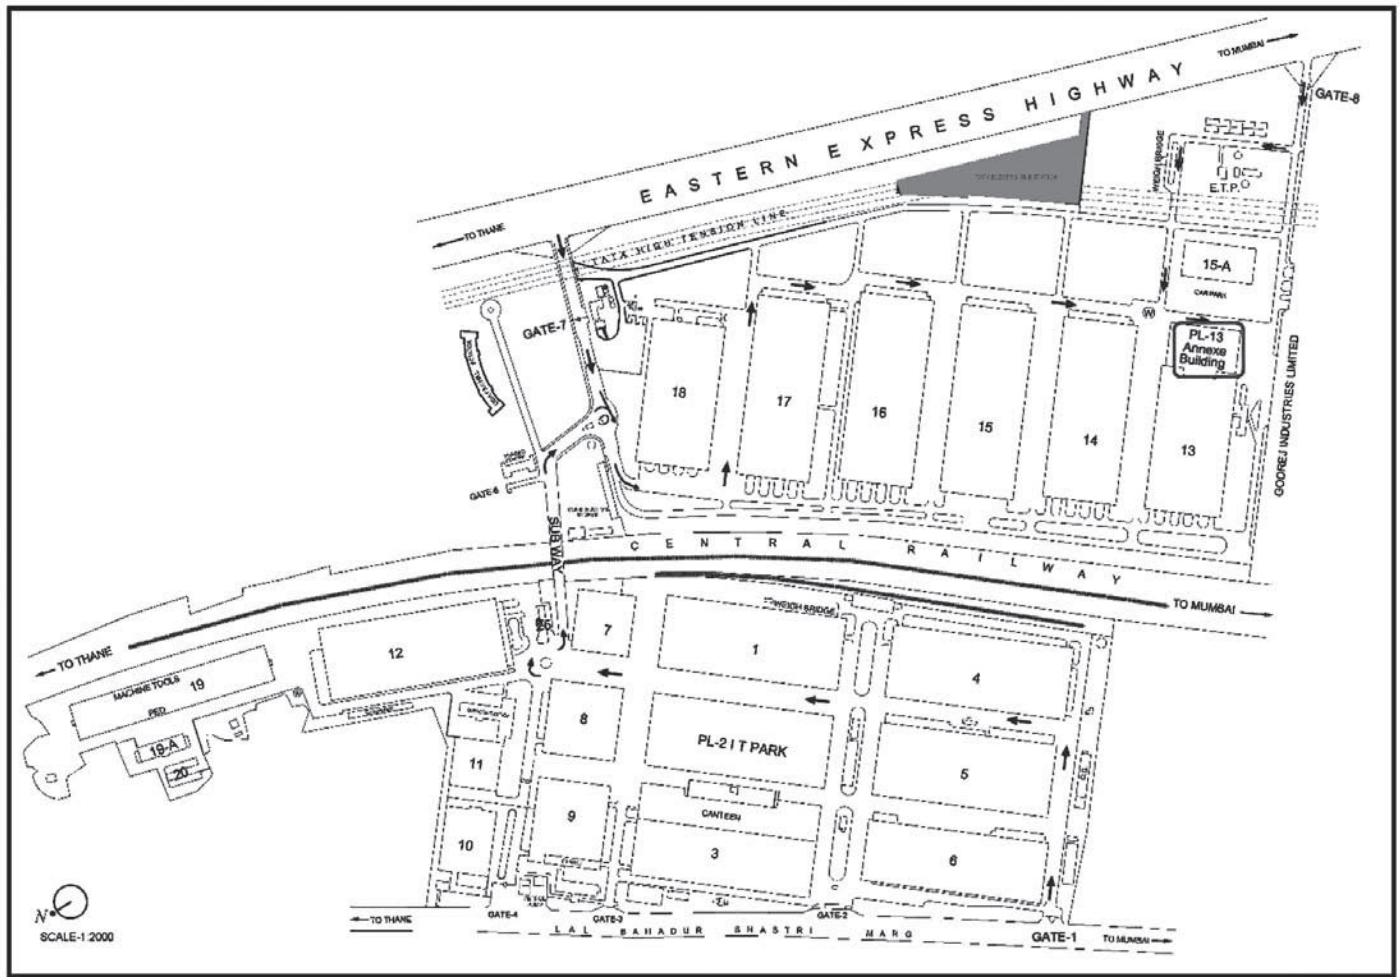 TO MUMBAI
EASTERN EXPRESS HIGHWAY
GATE-8
WEIGH BRIDGE
E.T.P.
TO THANE
TATA HIGH TENSION LINE
15-A
CAR PARK
GATE-7
W
PL-13
Annexe
Building
GODREJ INDUSTRIES LIMITED
18
17
16
15
14
13
GATE-6
SUBWAY
CENTRAL RAILWAY
TO MUMBAI
WEIGH BRIDGE
7
1
4
12
TO THANE
MACHINE TOOLS
19
PED
8
PL-2 I T PARK
19-A
20
11
5
CANTEEN
9
10
3
6
N
SCALE-1:2000
TO THANE
GATE-4
GATE-3
GATE-2
LAL BAHADUR SHASTRI MARG
GATE-1
TO MUMBAI